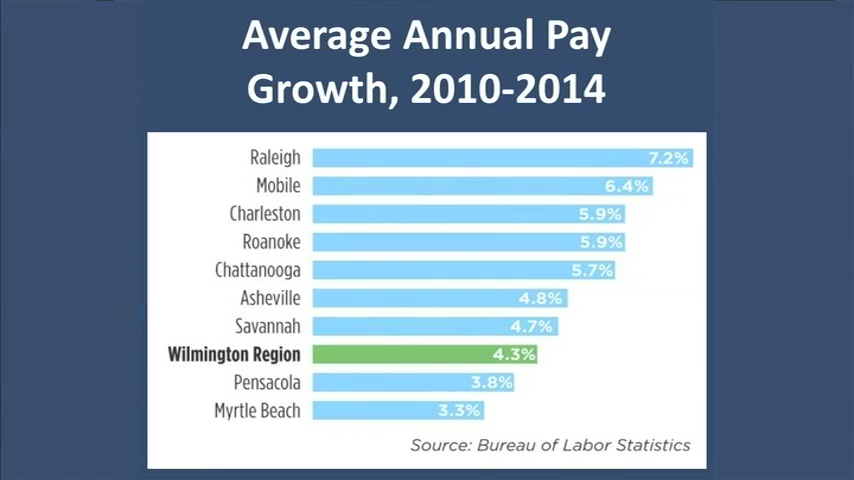 Average Annual Pay
Growth, 2010-2014
Raleigh 7.2%
Mobile 6.4%
Charleston 5.9%
Roanoke 5.9%
Chattanooga 5.7%
Asheville 4.8%
Savannah 4.7%
Wilmington Region 4.3%
Pensacola 3.8%
Myrtle Beach 3.3%
Source: Bureau of Labor Statistics